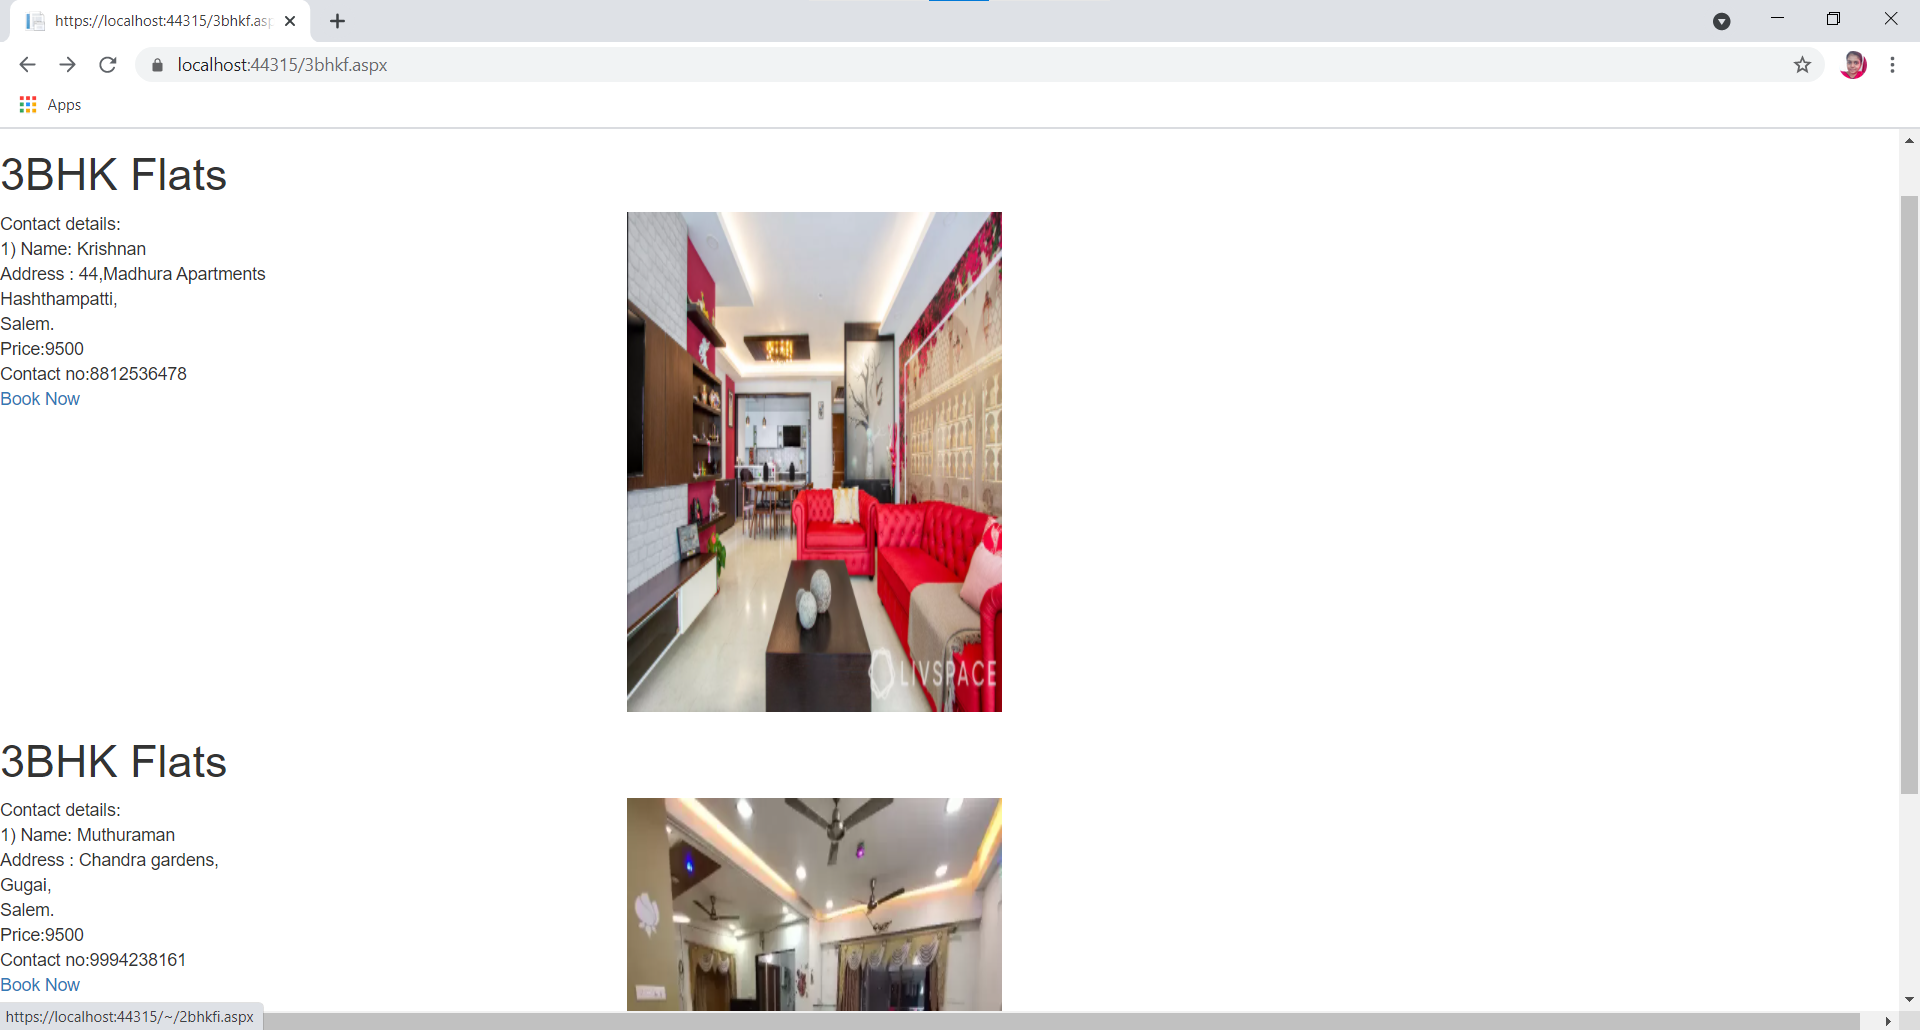 https://localhost:44315/3bhkf.asp
localhost:44315/3bhkf.aspx
Apps
3BHK Flats
Contact details:
1) Name: Krishnan
Address : 44,Madhura Apartments
Hashthampatti,
Salem.
Price:9500
Contact no:8812536478
Book Now
LIVSPACE
3BHK Flats
Contact details:
1) Name: Muthuraman
Address : Chandra gardens,
Gugai,
Salem.
Price:9500
Contact no:9994238161
Book Now
https://localhost:44315/~/2bhkfi.aspx